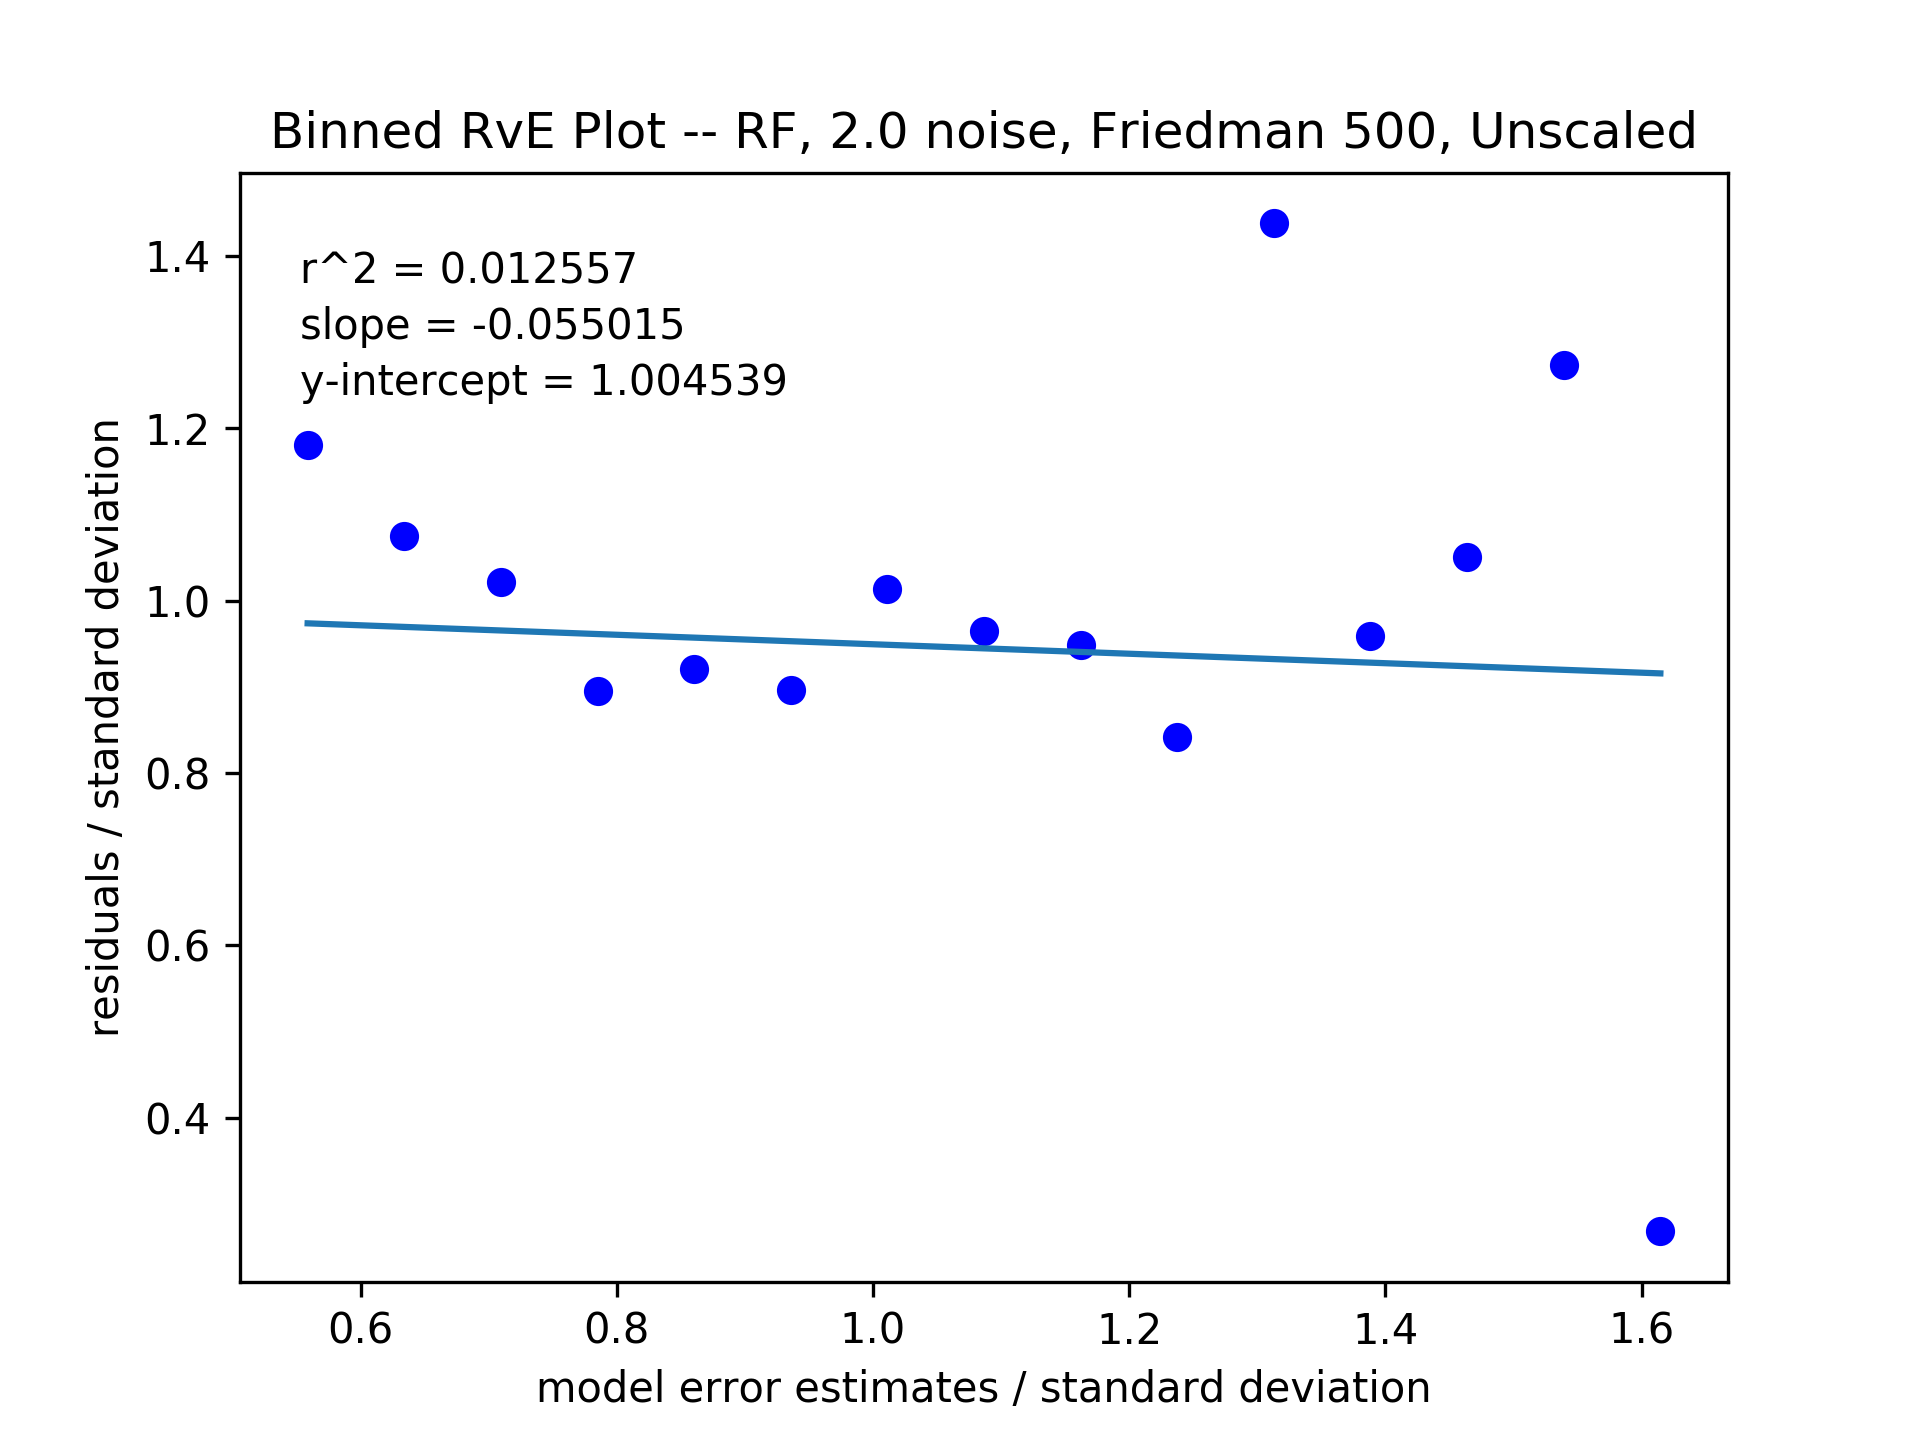 Binned RvE Plot -- RF, 2.0 noise, Friedman 500, Unscaled
r^2 = 0.012557
slope = -0.055015
y-intercept = 1.004539
1.4
1.2
1.0
0.8
0.6
0.4
residuals / standard deviation
0.6 0.8 1.0 1.2 1.4 1.6
model error estimates / standard deviation